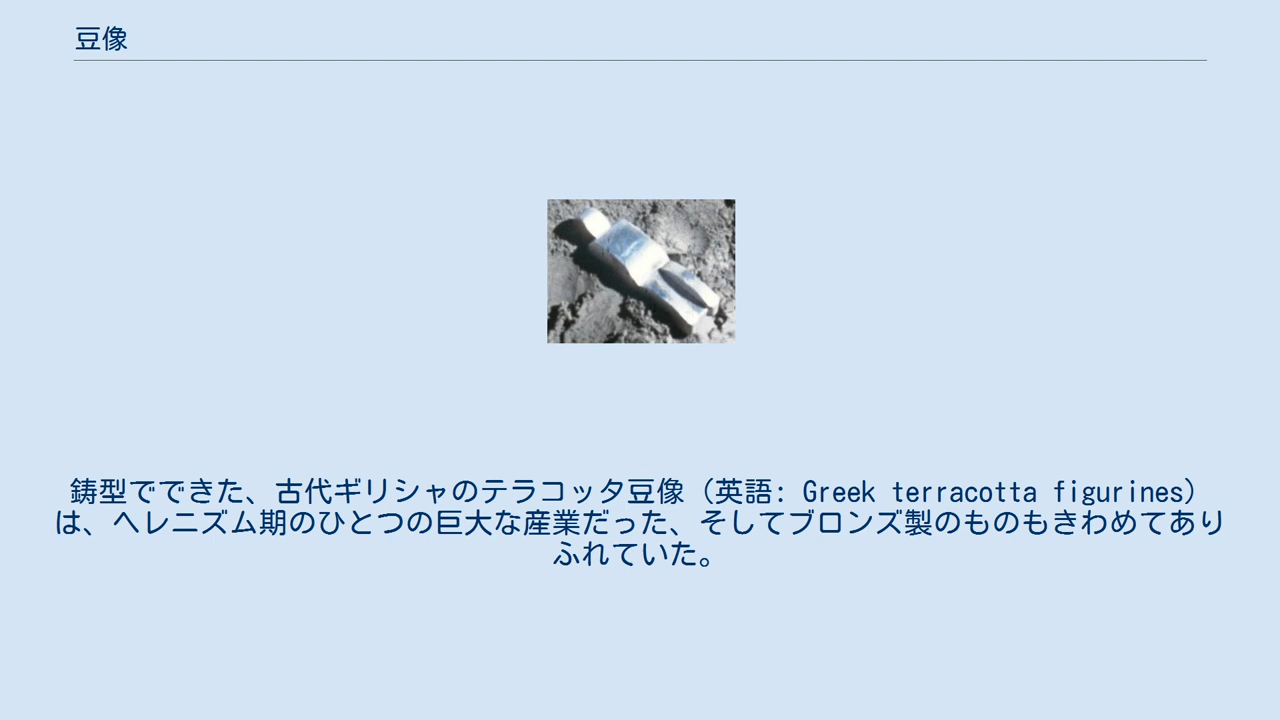 豆像
鋳型でできた、古代ギリシャのテラコッタ豆像（英語: Greek terracotta figurines）
は、ヘレニズム期のひとつの巨大な産業だった、そしてブロンズ製のものもきわめてあり
ふれていた。